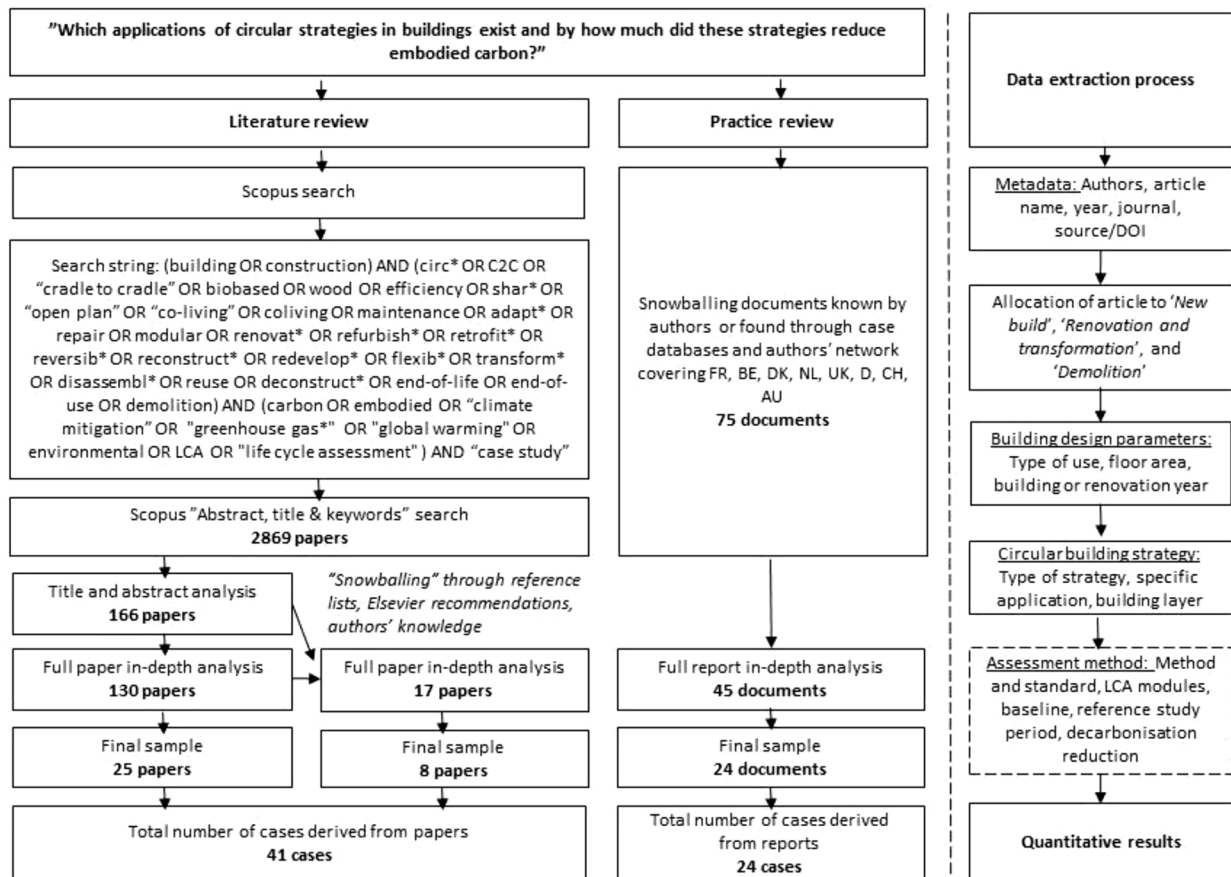 ”Which applications of circular strategies in buildings exist and by how much did these strategies reduce
embodied carbon?”
Literature review
Scopus search
Search string: (building OR construction) AND (circ* OR C2C OR
“cradle to cradle” OR biobased OR wood OR efficiency OR shar* OR
“open plan” OR “co-living” OR coliving OR maintenance OR adapt* OR
repair OR modular OR renovat* OR refurbish* OR retrofit* OR
reversib* OR reconstruct* OR redevelop* OR flexib* OR transform*
OR disassembl* OR reuse OR deconstruct* OR end-of-life OR end-of-
use OR demolition) AND (carbon OR embodied OR “climate
mitigation” OR "greenhouse gas*" OR "global warming" OR
environmental OR LCA OR "life cycle assessment" ) AND “case study”
Scopus ”Abstract, title & keywords” search
2869 papers
Title and abstract analysis
166 papers
”Snowballing” through reference
lists, Elsevier recommendations,
authors’ knowledge
Full paper in-depth analysis
130 papers
Full paper in-depth analysis
17 papers
Final sample
25 papers
Final sample
8 papers
Total number of cases derived from papers
41 cases
Practice review
Snowballing documents known by
authors or found through case
databases and authors’ network
covering FR, BE, DK, NL, UK, D, CH,
AU
75 documents
Full report in-depth analysis
45 documents
Final sample
24 documents
Total number of cases derived
from reports
24 cases
Data extraction process
Metadata: Authors, article
name, year, journal,
source/DOI
Allocation of article to ‘New
build’, ‘Renovation and
transformation’, and
‘Demolition’
Building design parameters:
Type of use, floor area,
building or renovation year
Circular building strategy:
Type of strategy, specific
application, building layer
Assessment method: Method
and standard, LCA modules,
baseline, reference study
period, decarbonisation
reduction
Quantitative results